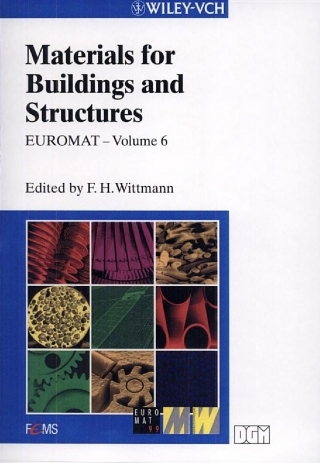 WILEY-VCH
Materials for
Buildings and
Structures
EUROMAT – Volume 6
Edited by F. H. Wittmann
EURO
MAT
99
M-W
FEMS
DGM